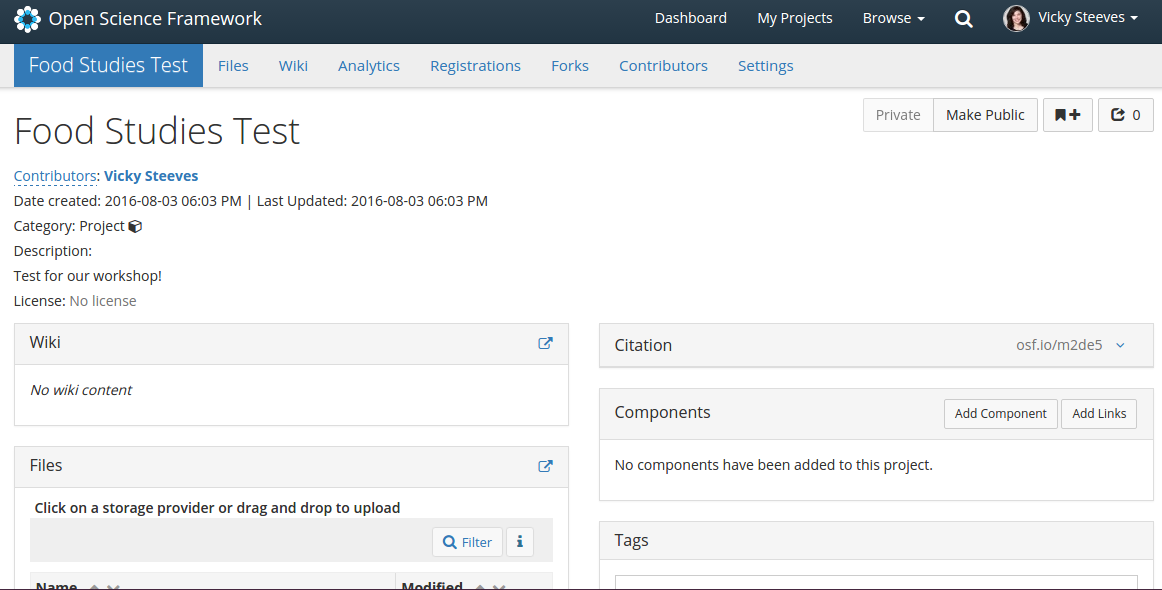 Open Science Framework Dashboard My Projects Browse Vicky Steeves
Food Studies Test Files Wiki Analytics Registrations Forks Contributors Settings
Private Make Public 0
Food Studies Test
Contributors: Vicky Steeves
Date created: 2016-08-03 06:03 PM | Last Updated: 2016-08-03 06:03 PM
Category: Project
Description:
Test for our workshop!
License: No license
Wiki
No wiki content
Files
Click on a storage provider or drag and drop to upload
Filter
Name Modified
Citation osf.io/m2de5
Components Add Component Add Links
No components have been added to this project.
Tags